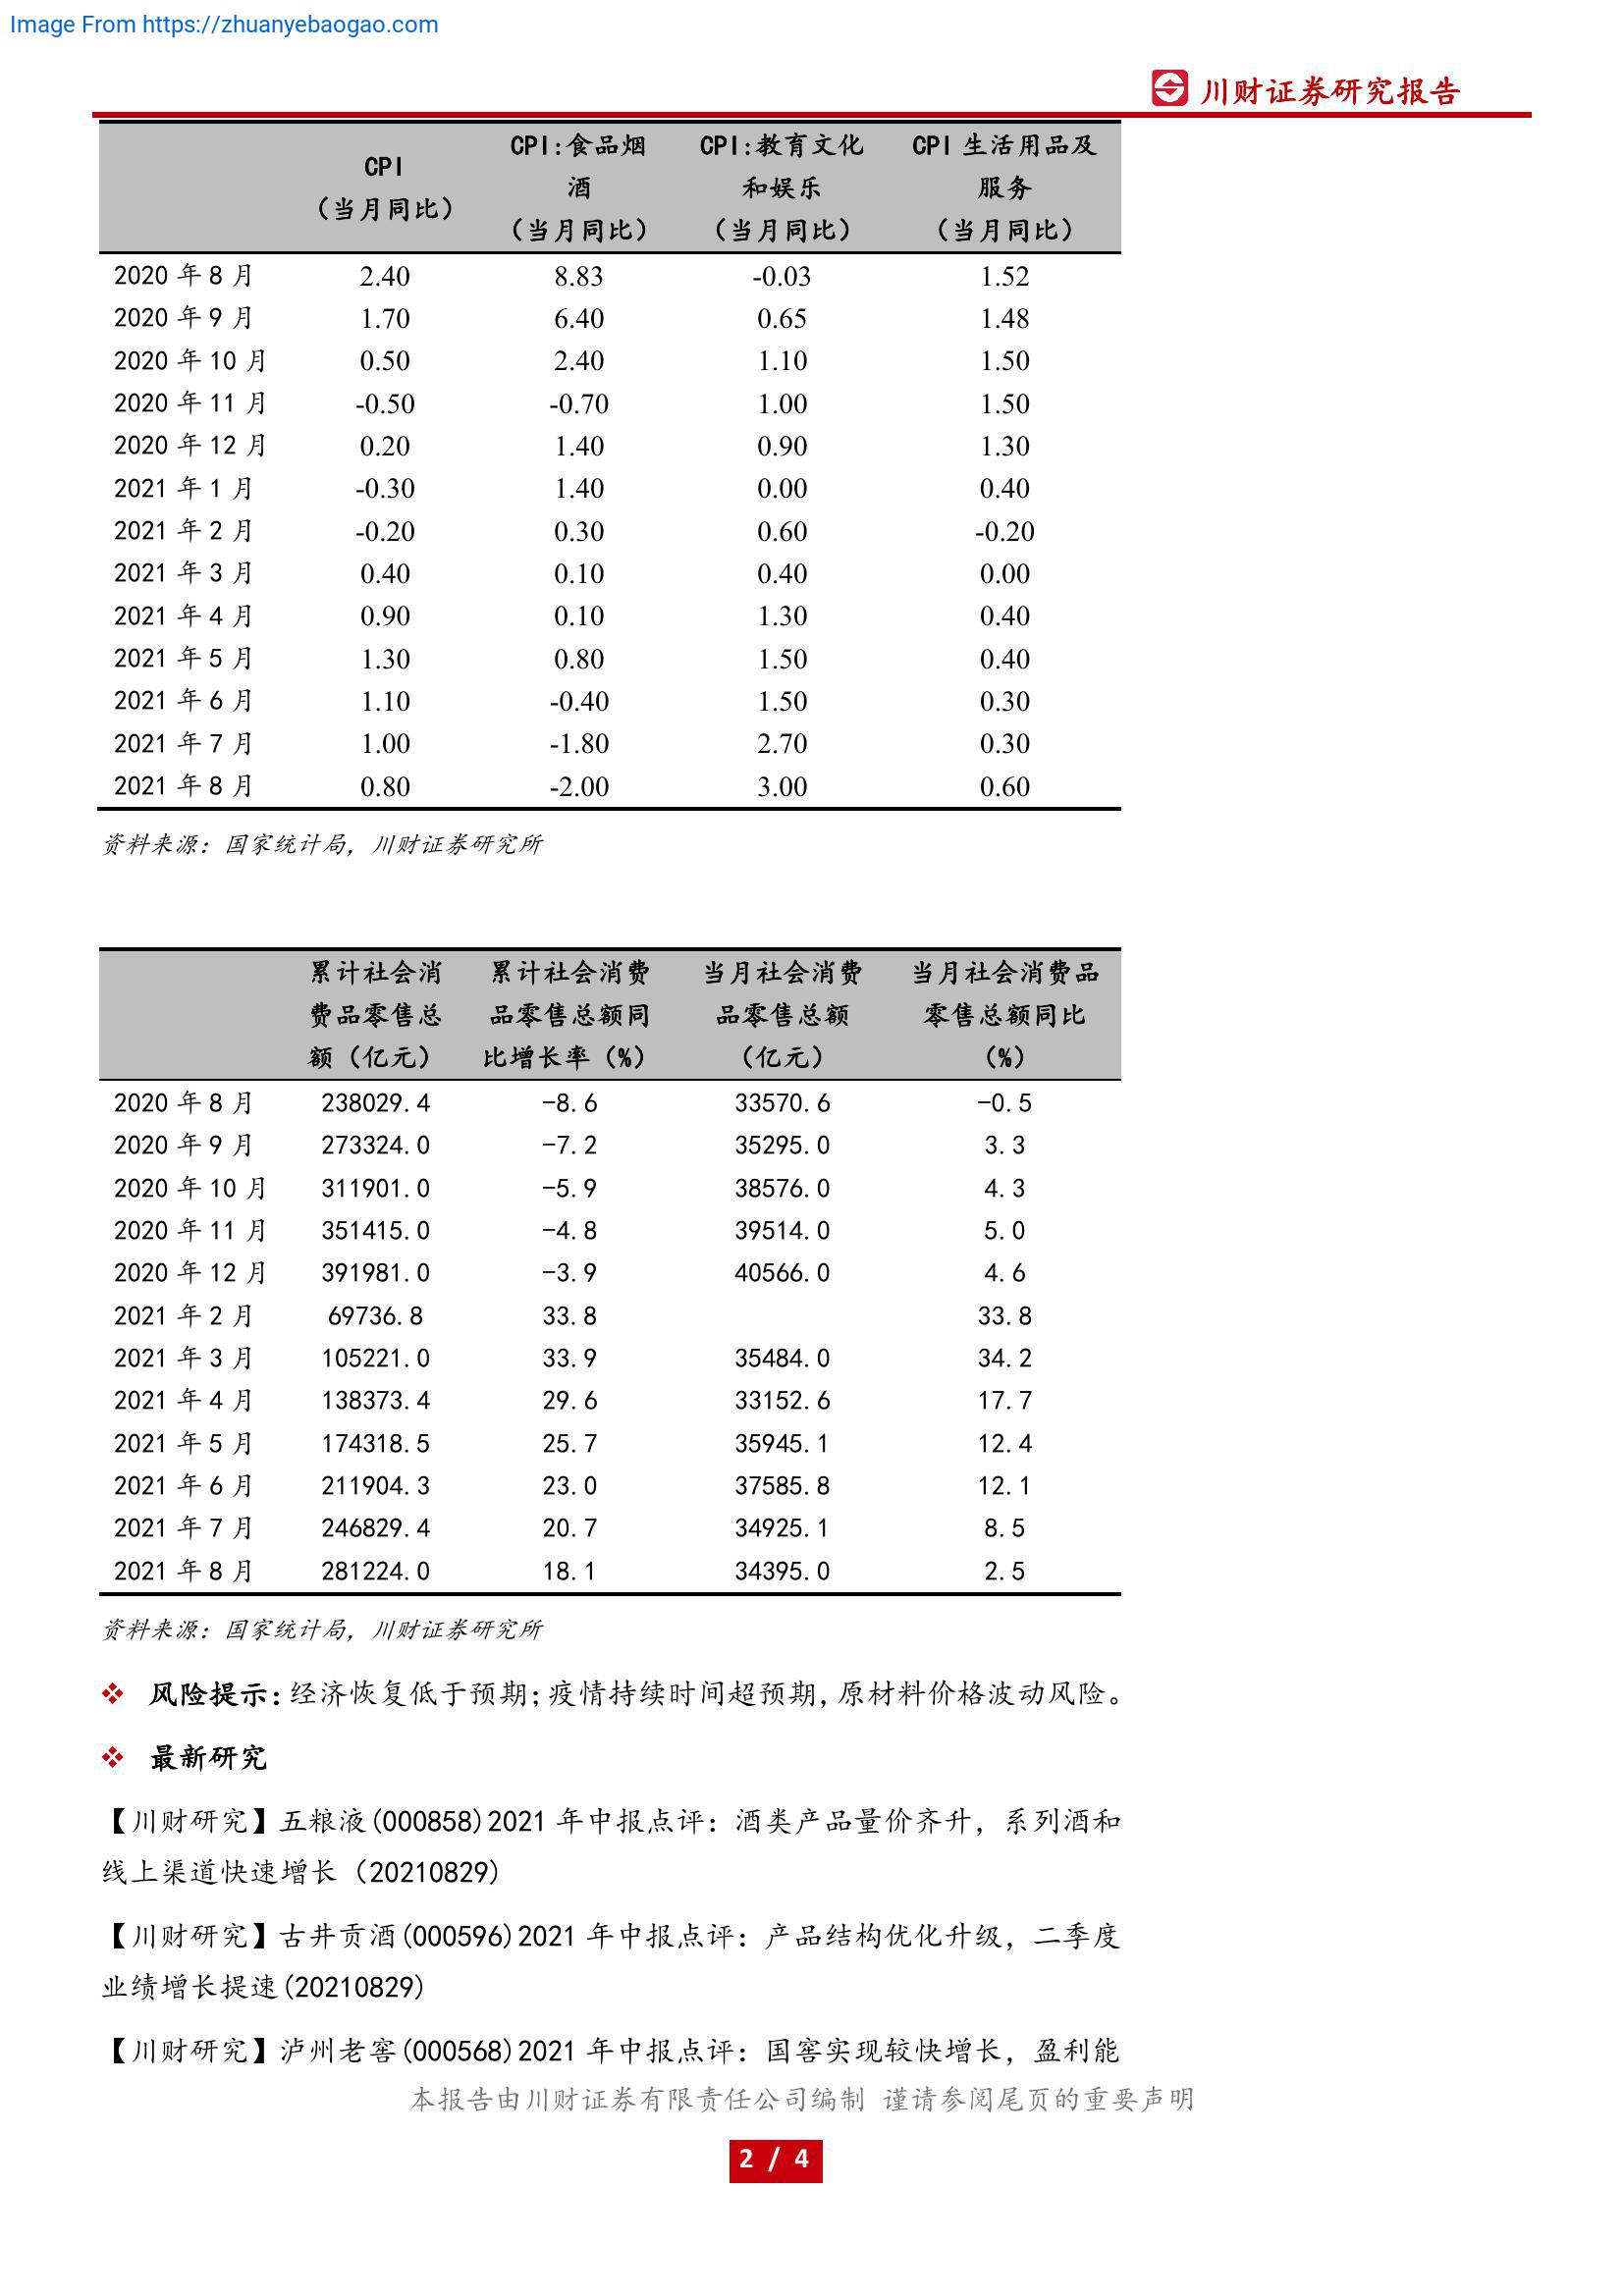 Image From https://zhuanyebaogao.com
川财证券研究报告
CPI
（当月同比）
CPI:食品烟
酒
（当月同比）
CPI:教育文化
和娱乐
（当月同比）
CPI 生活用品及
服务
（当月同比）
2020 年 8 月 2.40 8.83 -0.03 1.52
2020 年 9 月 1.70 6.40 0.65 1.48
2020 年 10 月 0.50 2.40 1.10 1.50
2020 年 11 月 -0.50 -0.70 1.00 1.50
2020 年 12 月 0.20 1.40 0.90 1.30
2021 年 1 月 -0.30 1.40 0.00 0.40
2021 年 2 月 -0.20 0.30 0.60 -0.20
2021 年 3 月 0.40 0.10 0.40 0.00
2021 年 4 月 0.90 0.10 1.30 0.40
2021 年 5 月 1.30 0.80 1.50 0.40
2021 年 6 月 1.10 -0.40 1.50 0.30
2021 年 7 月 1.00 -1.80 2.70 0.30
2021 年 8 月 0.80 -2.00 3.00 0.60
资料来源：国家统计局，川财证券研究所
累计社会消
费品零售总
额（亿元）
累计社会消费
品零售总额同
比增长率（%）
当月社会消费
品零售总额
（亿元）
当月社会消费品
零售总额同比
（%）
2020 年 8 月 238029.4 -8.6 33570.6 -0.5
2020 年 9 月 273324.0 -7.2 35295.0 3.3
2020 年 10 月 311901.0 -5.9 38576.0 4.3
2020 年 11 月 351415.0 -4.8 39514.0 5.0
2020 年 12 月 391981.0 -3.9 40566.0 4.6
2021 年 2 月 69736.8 33.8 33.8
2021 年 3 月 105221.0 33.9 35484.0 34.2
2021 年 4 月 138373.4 29.6 33152.6 17.7
2021 年 5 月 174318.5 25.7 35945.1 12.4
2021 年 6 月 211904.3 23.0 37585.8 12.1
2021 年 7 月 246829.4 20.7 34925.1 8.5
2021 年 8 月 281224.0 18.1 34395.0 2.5
资料来源：国家统计局，川财证券研究所
❖ 风险提示：经济恢复低于预期；疫情持续时间超预期，原材料价格波动风险。
❖ 最新研究
【川财研究】五粮液(000858)2021 年中报点评：酒类产品量价齐升，系列酒和
线上渠道快速增长（20210829）
【川财研究】古井贡酒(000596)2021 年中报点评：产品结构优化升级，二季度
业绩增长提速(20210829)
【川财研究】泸州老窖(000568)2021 年中报点评：国窖实现较快增长，盈利能
本报告由川财证券有限责任公司编制 谨请参阅尾页的重要声明
2 / 4